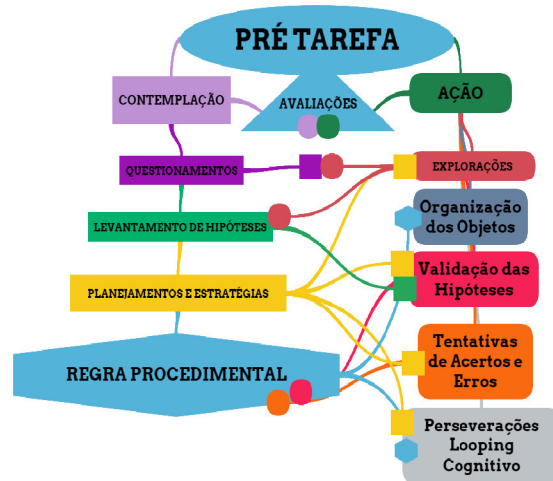 PRÉ TAREFA
CONTEMPLAÇÃO
AVALIAÇÕES
AÇÃO
QUESTIONAMENTOS
EXPLORAÇÕES
LEVANTAMENTO DE HIPÓTESES
Organização
dos Objetos
PLANEJAMENTOS E ESTRATÉGIAS
Validação das
Hipóteses
REGRA PROCEDIMENTAL
Tentativas
de Acertos e
Erros
Perseverações
Looping
Cognitivo